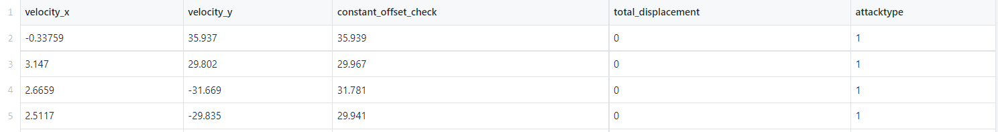 1 velocity_x velocity_y constant_offset_check total_displacement attacktype
2 -0.33759 35.937 35.939 0 1
3 3.147 29.802 29.967 0 1
4 2.6659 -31.669 31.781 0 1
5 2.5117 -29.835 29.941 0 1